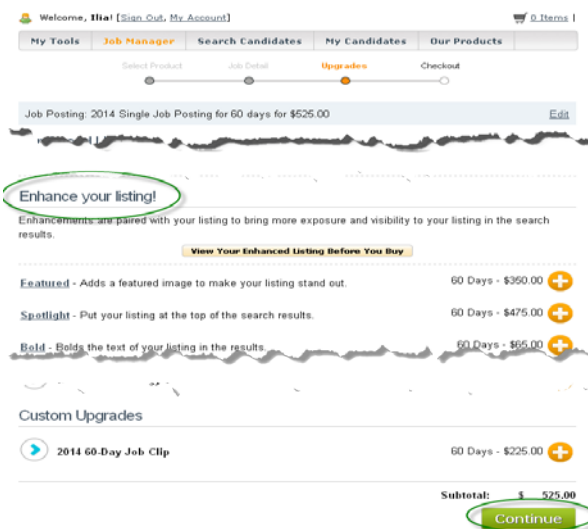 Welcome, Ilia! [Sign Out, My Account] 0 Items |
My Tools Job Manager Search Candidates My Candidates Our Products
Select Product Job Detail Upgrades Checkout
Job Posting: 2014 Single Job Posting for 60 days for $525.00 Edit
Enhance your listing!
Enhancements are paired with your listing to bring more exposure and visibility to your listing in the search
results.
View Your Enhanced Listing Before You Buy
Featured - Adds a featured image to make your listing stand out. 60 Days - $350.00
Spotlight - Put your listing at the top of the search results. 60 Days - $475.00
Bold - Bolds the text of your listing in the results. 60 Days - $65.00
Custom Upgrades
2014 60-Day Job Clip 60 Days - $225.00
Subtotal: $ 525.00
Continue